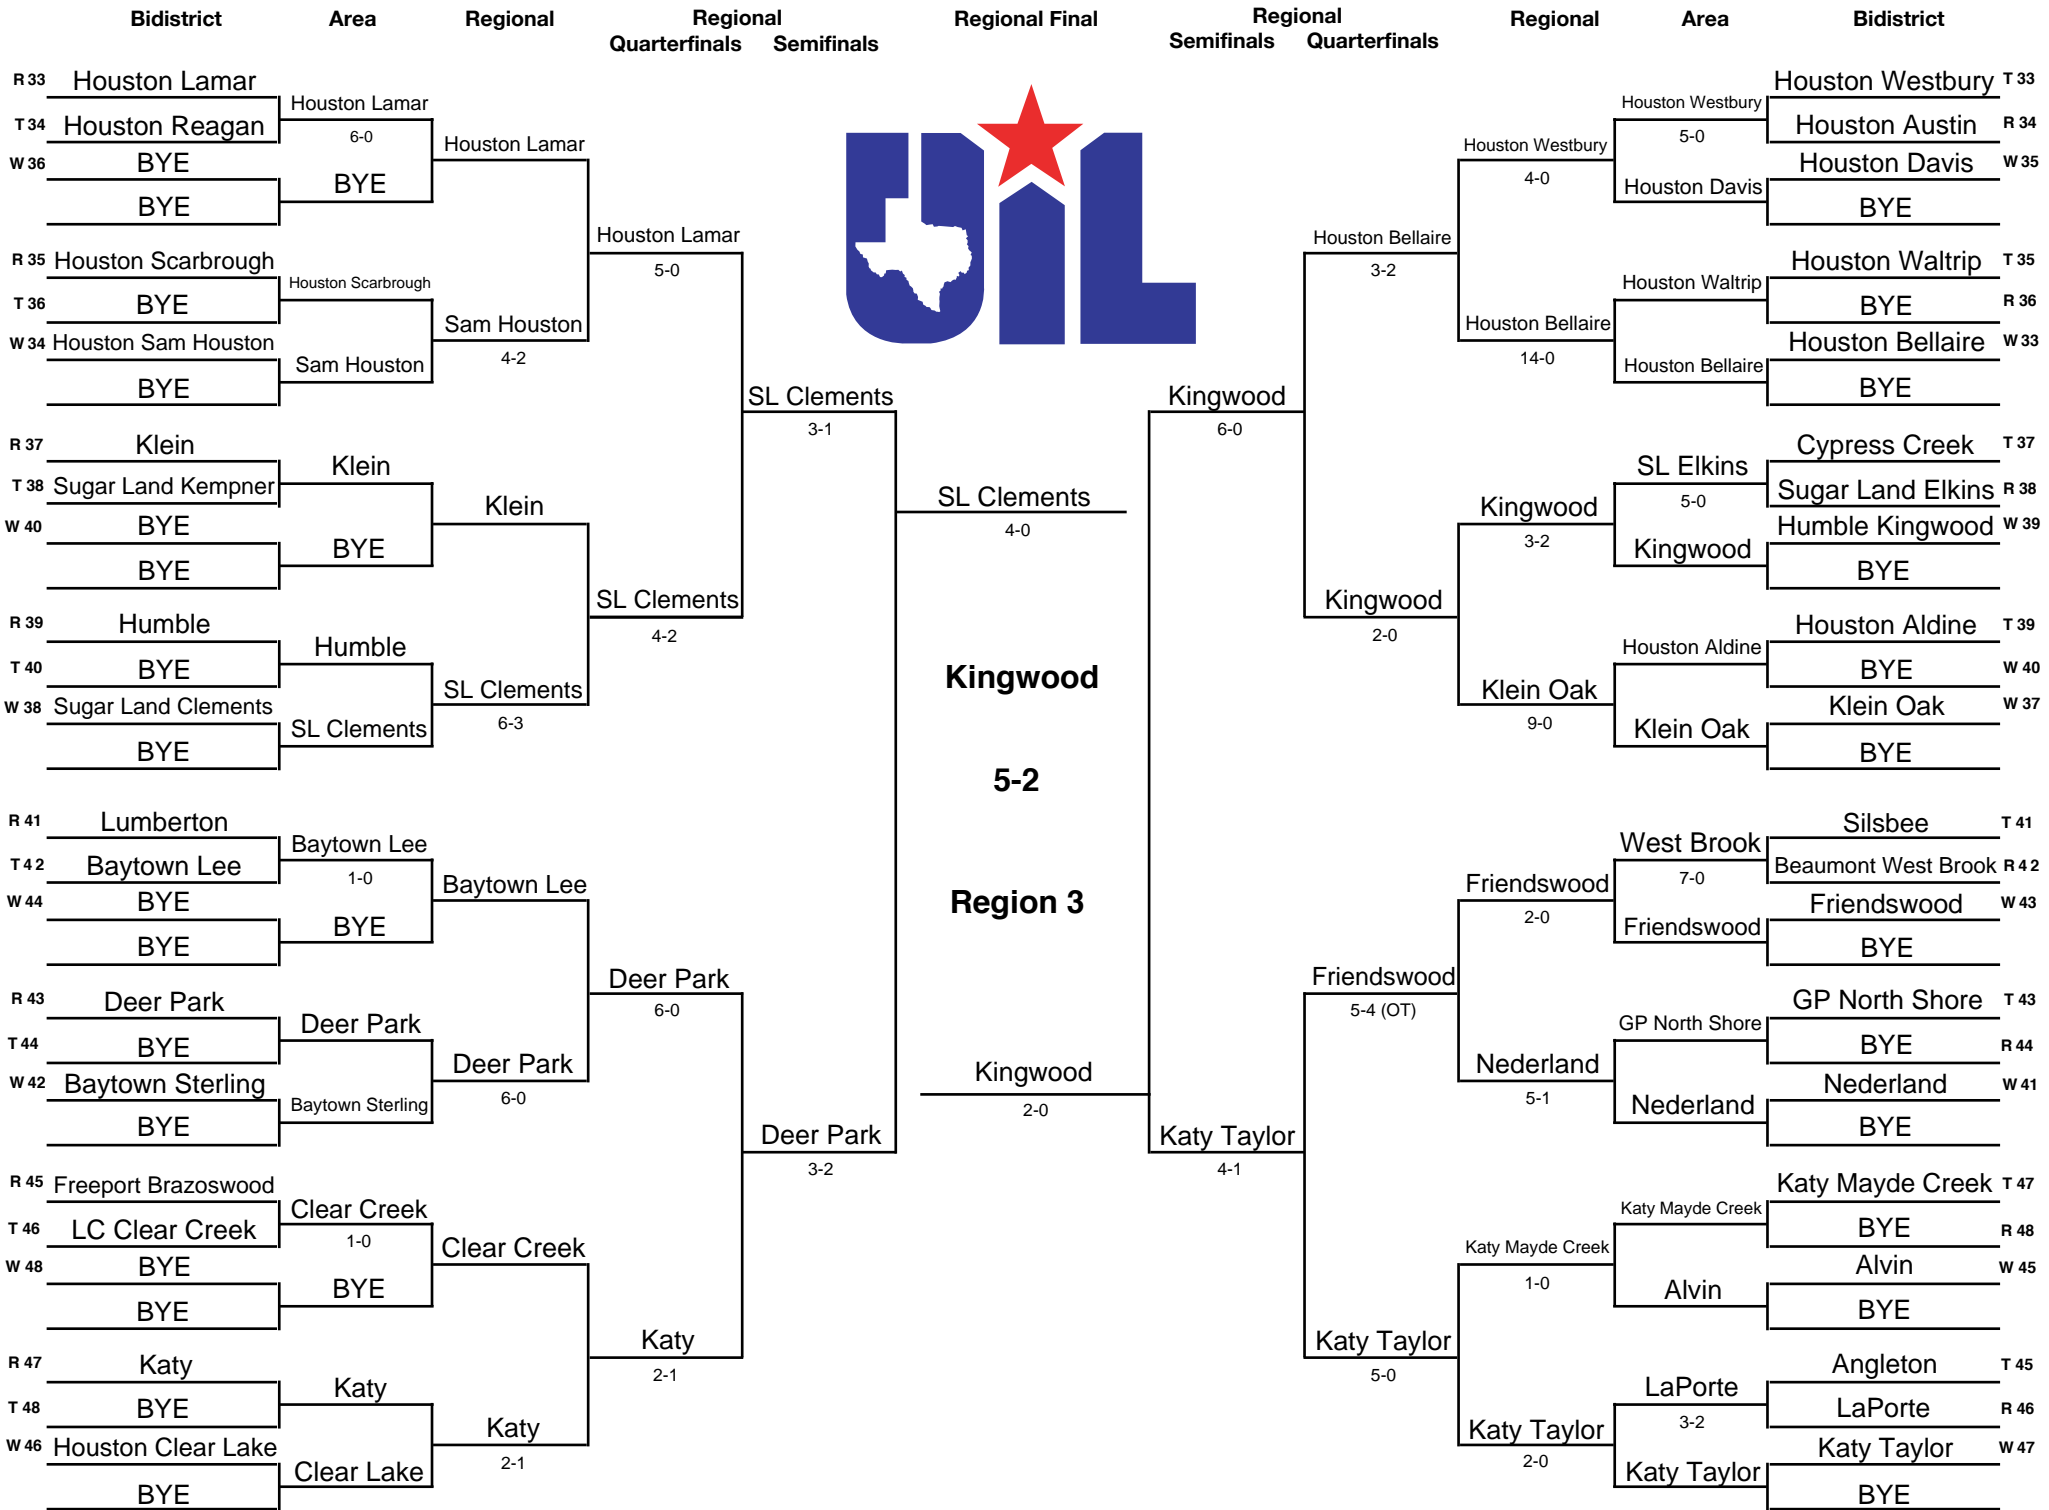 Bidistrict Area Regional Regional Regional Final Regional Regional Area Bidistrict
Quarterfinals Semifinals Semifinals Quarterfinals
R 33 Houston Lamar
Houston Lamar
T 34 Houston Reagan
6-0
Houston Lamar
W 36 BYE
BYE
BYE
Houston Lamar
5-0
R 35 Houston Scarbrough
Houston Scarbrough
T 36 BYE
Sam Houston
4-2
W 34 Houston Sam Houston
Sam Houston
BYE
SL Clements
3-1
R 37 Klein
Klein
T 38 Sugar Land Kempner
Klein
W 40 BYE
BYE
BYE
SL Clements
4-2
R 39 Humble
Humble
T 40 BYE
SL Clements
6-3
W 38 Sugar Land Clements
SL Clements
BYE
SL Clements
4-0
R 41 Lumberton
Baytown Lee
T 42 Baytown Lee
1-0
Baytown Lee
W 44 BYE
BYE
BYE
Deer Park
6-0
R 43 Deer Park
Deer Park
T 44 BYE
Deer Park
6-0
W 42 Baytown Sterling
Baytown Sterling
BYE
Deer Park
3-2
R 45 Freeport Brazoswood
Clear Creek
T 46 LC Clear Creek
1-0
Clear Creek
W 48 BYE
BYE
BYE
Katy
2-1
R 47 Katy
Katy
T 48 BYE
Katy
2-1
W 46 Houston Clear Lake
Clear Lake
BYE
UIL
Kingwood
5-2
Region 3
Kingwood
2-0
Houston Westbury T 33
Houston Westbury
Houston Austin R 34
5-0
Houston Westbury
4-0
Houston Davis W 35
Houston Davis
BYE
Houston Bellaire
3-2
Houston Waltrip T 35
Houston Waltrip
BYE R 36
Houston Bellaire
14-0
Houston Bellaire W 33
Houston Bellaire
BYE
Kingwood
6-0
Cypress Creek T 37
SL Elkins
Sugar Land Elkins R 38
5-0
Kingwood
3-2
Humble Kingwood W 39
Kingwood
BYE
Kingwood
2-0
Houston Aldine T 39
Houston Aldine
BYE W 40
Klein Oak
9-0
Klein Oak W 37
Klein Oak
BYE
Silsbee T 41
West Brook
Beaumont West Brook R 42
7-0
Friendswood
2-0
Friendswood W 43
Friendswood
BYE
Friendswood
5-4 (OT)
GP North Shore T 43
GP North Shore
BYE R 44
Nederland
5-1
Nederland W 41
Nederland
BYE
Katy Taylor
4-1
Katy Mayde Creek T 47
Katy Mayde Creek
BYE R 48
Katy Mayde Creek
1-0
Alvin W 45
Alvin
BYE
Katy Taylor
5-0
Angleton T 45
LaPorte
LaPorte R 46
3-2
Katy Taylor
2-0
Katy Taylor W 47
Katy Taylor
BYE